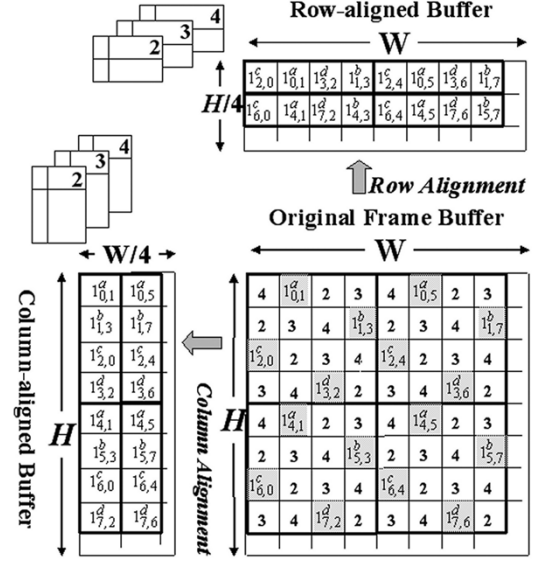 4
3
2
Row-aligned Buffer
W
H/4
1^c_{2,0} 1^a_{0,1} 1^d_{3,2} 1^b_{1,3} 1^c_{2,4} 1^a_{0,5} 1^d_{3,6} 1^b_{1,7}
1^c_{6,0} 1^a_{4,1} 1^d_{7,2} 1^b_{4,3} 1^c_{6,4} 1^a_{4,5} 1^d_{7,6} 1^b_{5,7}
Row Alignment
4
3
2
Original Frame Buffer
W
W/4
Column-aligned Buffer
H
1^a_{0,1} 1^a_{0,5}
1^b_{1,3} 1^b_{1,7}
1^c_{2,0} 1^c_{2,4}
1^d_{3,2} 1^d_{3,6}
1^a_{4,1} 1^a_{4,5}
1^b_{5,3} 1^b_{5,7}
1^c_{6,0} 1^c_{6,4}
1^d_{7,2} 1^d_{7,6}
Column Alignment
H
4 1^a_{0,1} 2 3 4 1^a_{0,5} 2 3
2 3 4 1^b_{1,3} 2 3 4 1^b_{1,7}
1^c_{2,0} 2 3 4 1^c_{2,4} 2 3 4
3 4 1^d_{3,2} 2 3 4 1^d_{3,6} 2
4 1^a_{4,1} 2 3 4 1^a_{4,5} 2 3
2 3 4 1^b_{5,3} 2 3 4 1^b_{5,7}
1^c_{6,0} 2 3 4 1^c_{6,4} 2 3 4
3 4 1^d_{7,2} 2 3 4 1^d_{7,6} 2